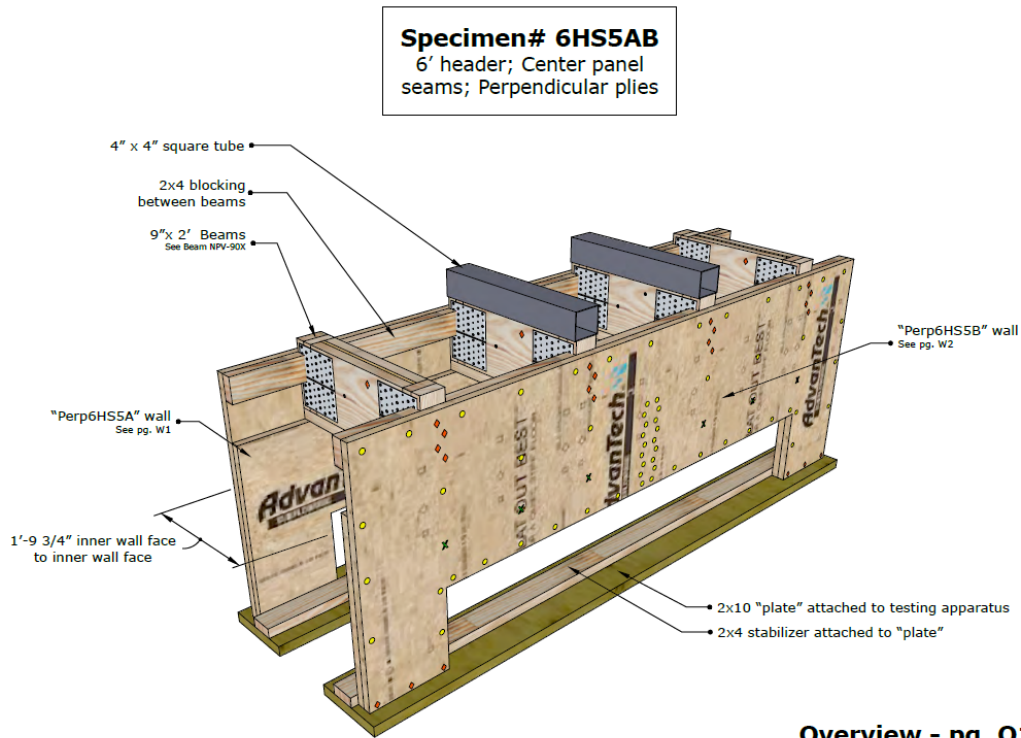 Specimen# 6HS5AB
6’ header; Center panel
seams; Perpendicular plies
4” x 4” square tube
2x4 blocking
between beams
9”x 2’ Beams
See Beam NPV-90X
“Perp6HS5B” wall
See pg. W2
“Perp6HS5A” wall
See pg. W1
Advan
AdvanTech
FLAT OUT BEST
AdvanTech
1’-9 3/4” inner wall face
to inner wall face
2x10 “plate” attached to testing apparatus
2x4 stabilizer attached to “plate”